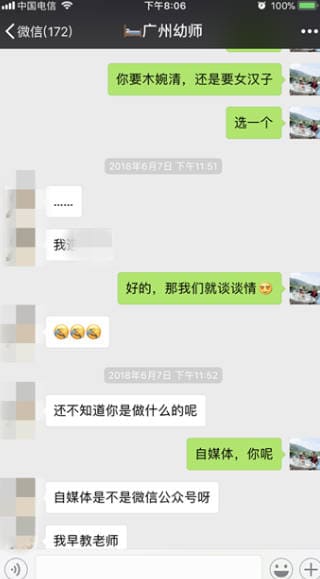 中国电信
下午8:06
100%
微信(172)
广州幼师
你要木婉清，还是要女汉子
选一个
2018年6月7日 下午11:51
......
我
好的，那我们就谈谈情
2018年6月7日 下午11:52
还不知道你是做什么的呢
自媒体，你呢
自媒体是不是微信公众号呀
我早教老师